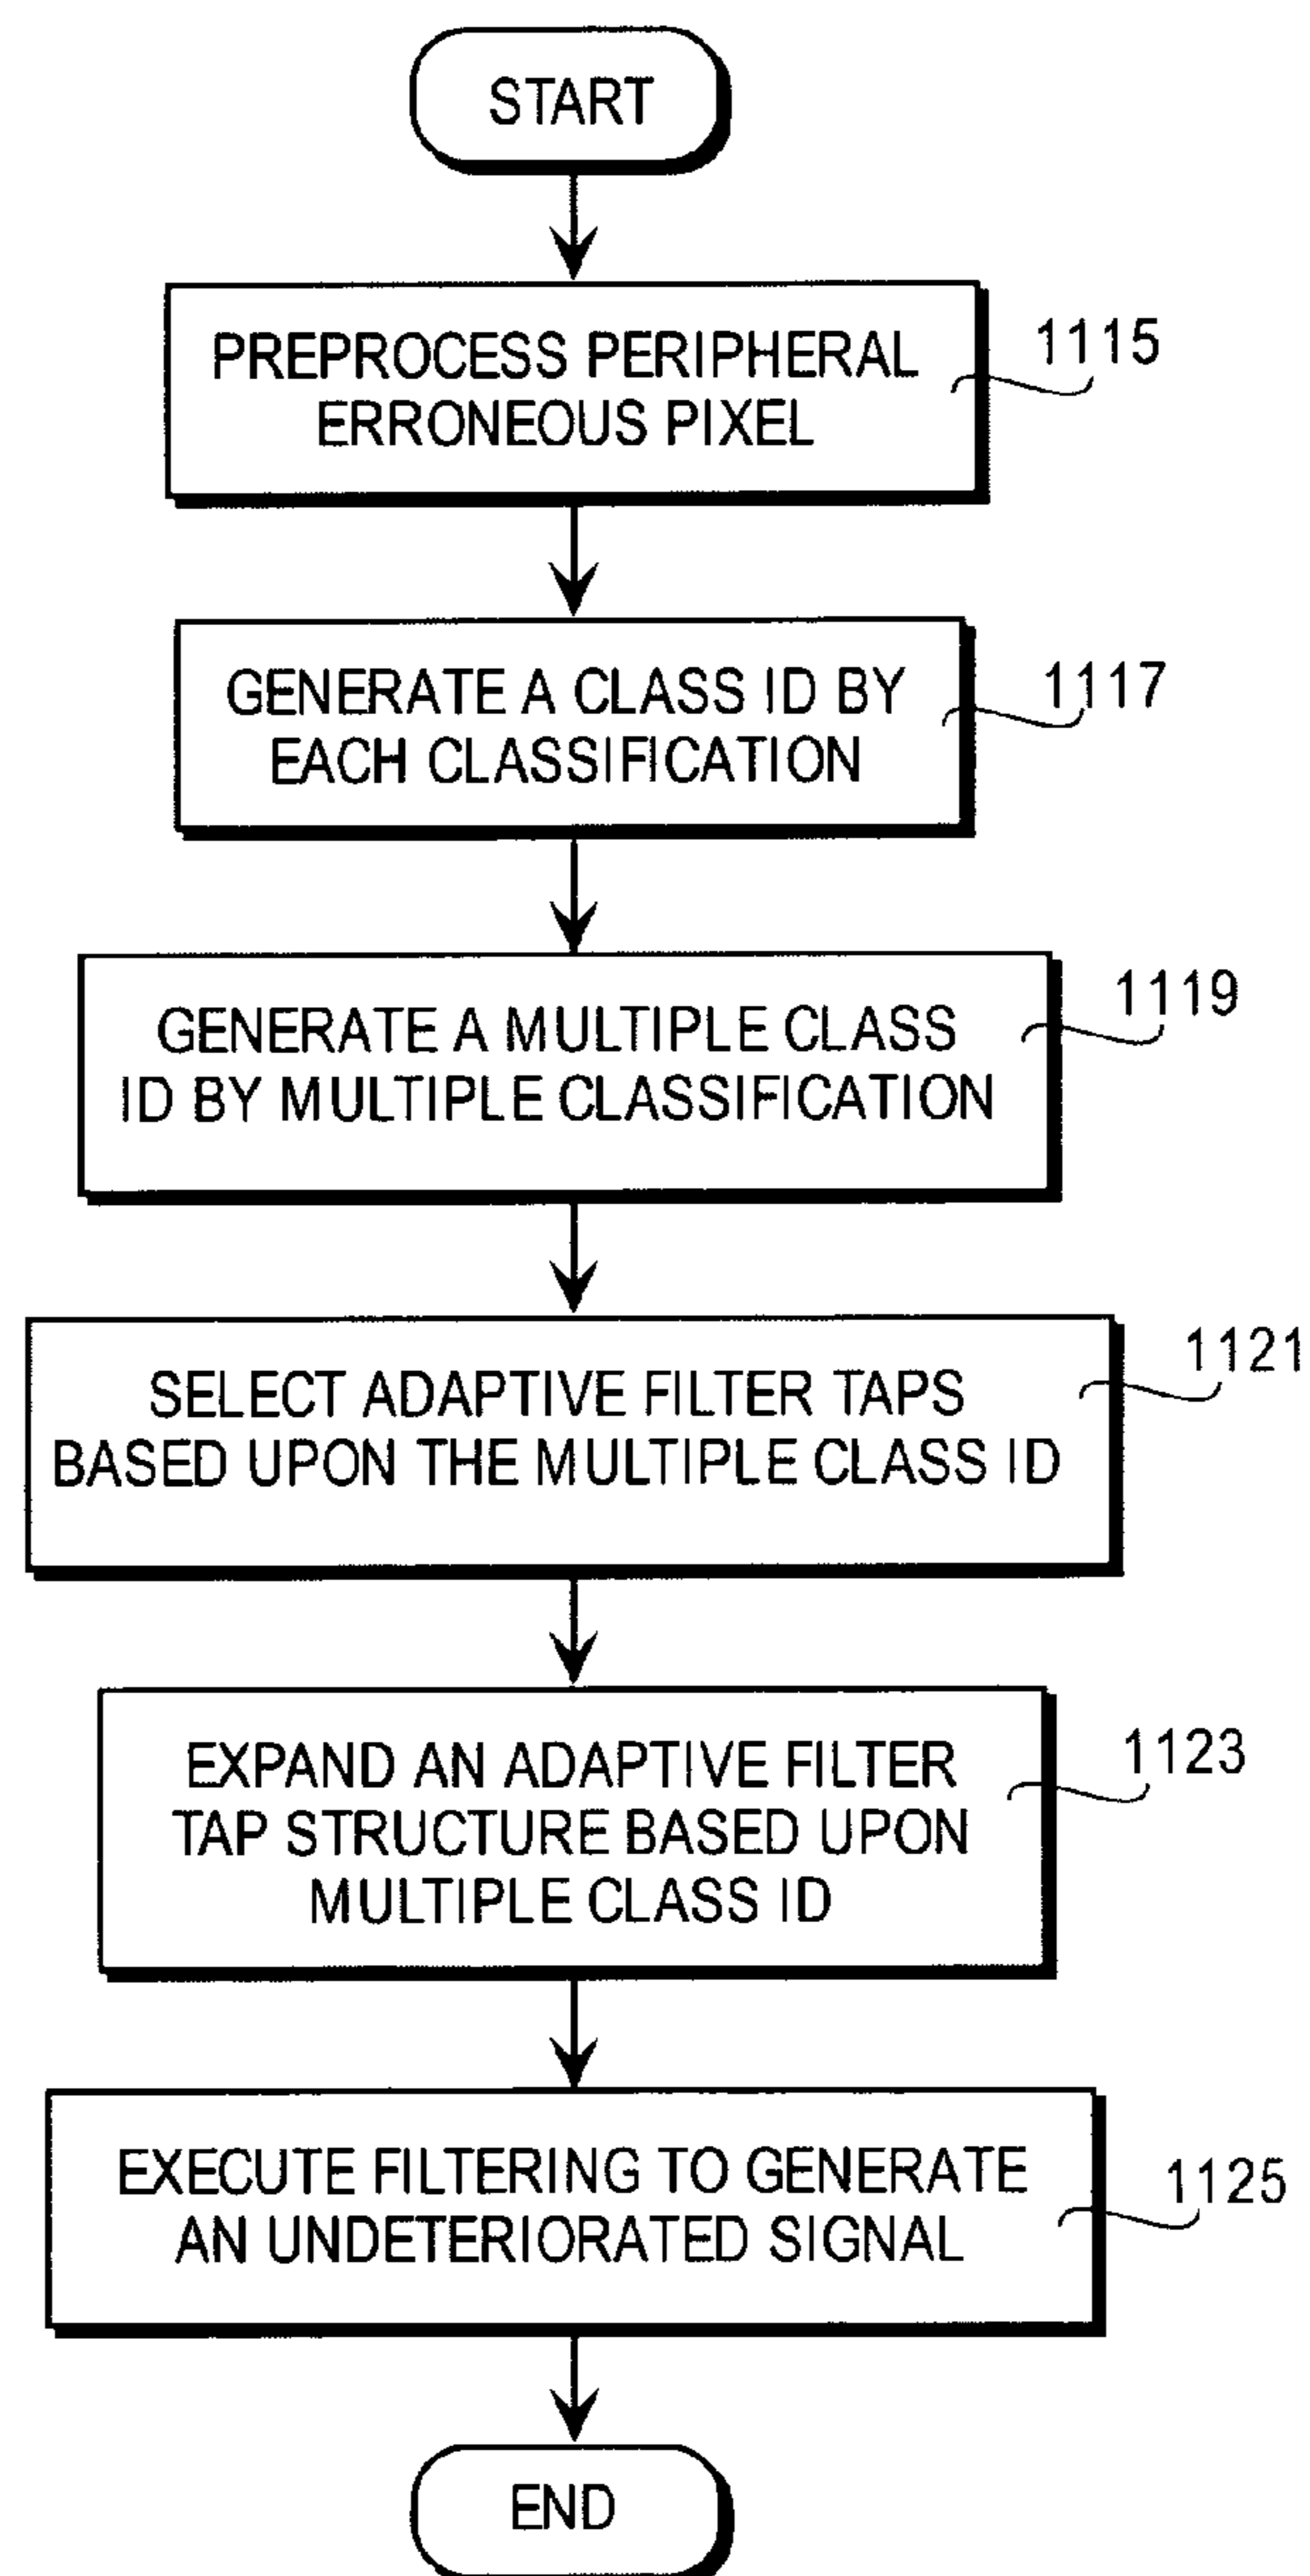 START
PREPROCESS PERIPHERAL
ERRONEOUS PIXEL
1115
GENERATE A CLASS ID BY
EACH CLASSIFICATION
1117
GENERATE A MULTIPLE CLASS
ID BY MULTIPLE CLASSIFICATION
1119
SELECT ADAPTIVE FILTER TAPS
BASED UPON THE MULTIPLE CLASS ID
1121
EXPAND AN ADAPTIVE FILTER
TAP STRUCTURE BASED UPON
MULTIPLE CLASS ID
1123
EXECUTE FILTERING TO GENERATE
AN UNDETERIORATED SIGNAL
1125
END